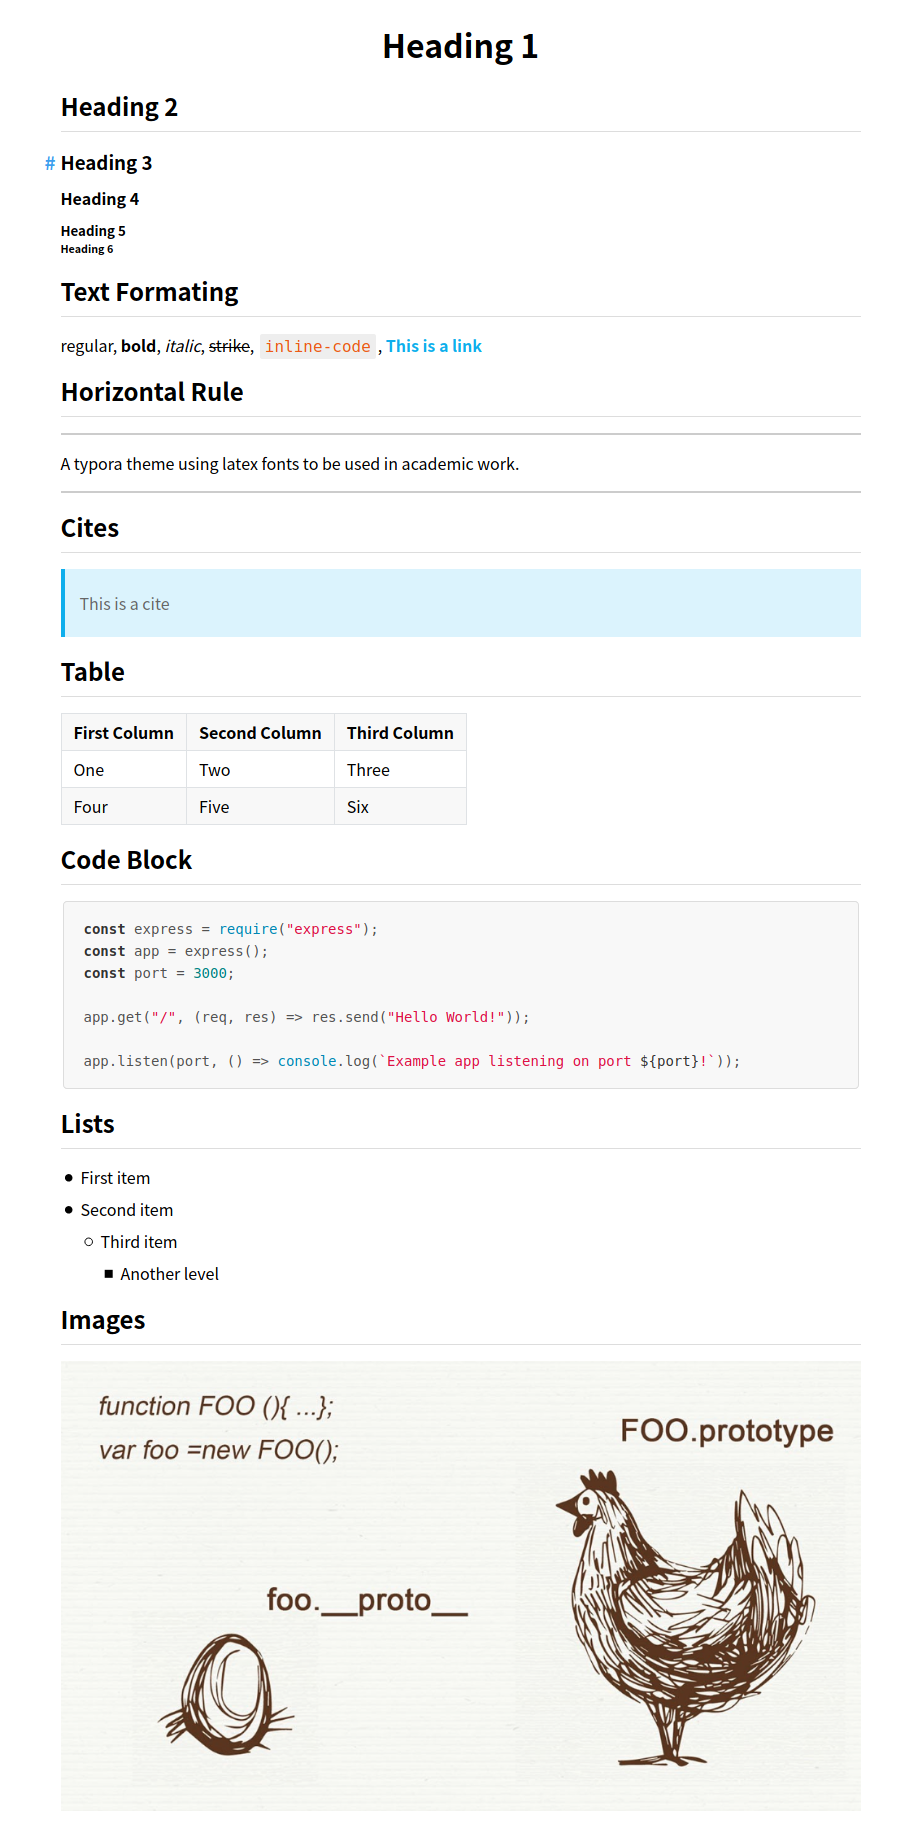 Heading 1
Heading 2
# Heading 3
Heading 4
Heading 5
Heading 6
Text Formating
regular, bold, italic, strike, inline-code , This is a link
Horizontal Rule
A typora theme using latex fonts to be used in academic work.
Cites
This is a cite
Table
First Column Second Column Third Column
One Two Three
Four Five Six
Code Block
const express = require("express");
const app = express();
const port = 3000;
app.get("/", (req, res) => res.send("Hello World!"));
app.listen(port, () => console.log(`Example app listening on port ${port}!`));
Lists
First item
Second item
Third item
Another level
Images
function FOO (){ ...};
var foo =new FOO();
FOO.prototype
foo.__proto__